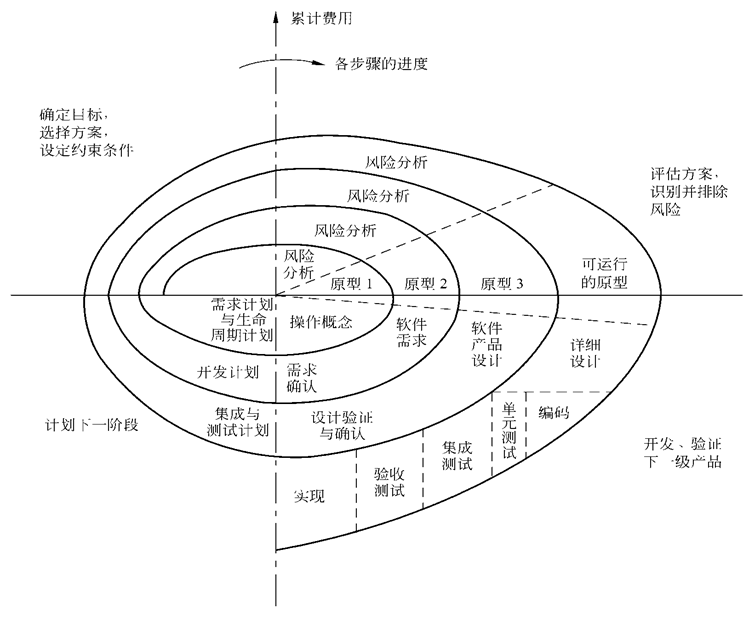 累计费用
各步骤的进度
确定目标，
选择方案，
设定约束条件
评估方案，
识别并排除
风险
风险分析
风险分析
风险分析
风险
分析
原型 1
原型 2
原型 3
可运行
的原型
需求计划
与生命
周期计划
操作概念
软件
需求
软件
产品
设计
详细
设计
开发计划
需求
确认
集成与
测试计划
设计验证
与确认
单元测试
编码
集成
测试
验收
测试
实现
计划下一阶段
开发、验证
下一级产品